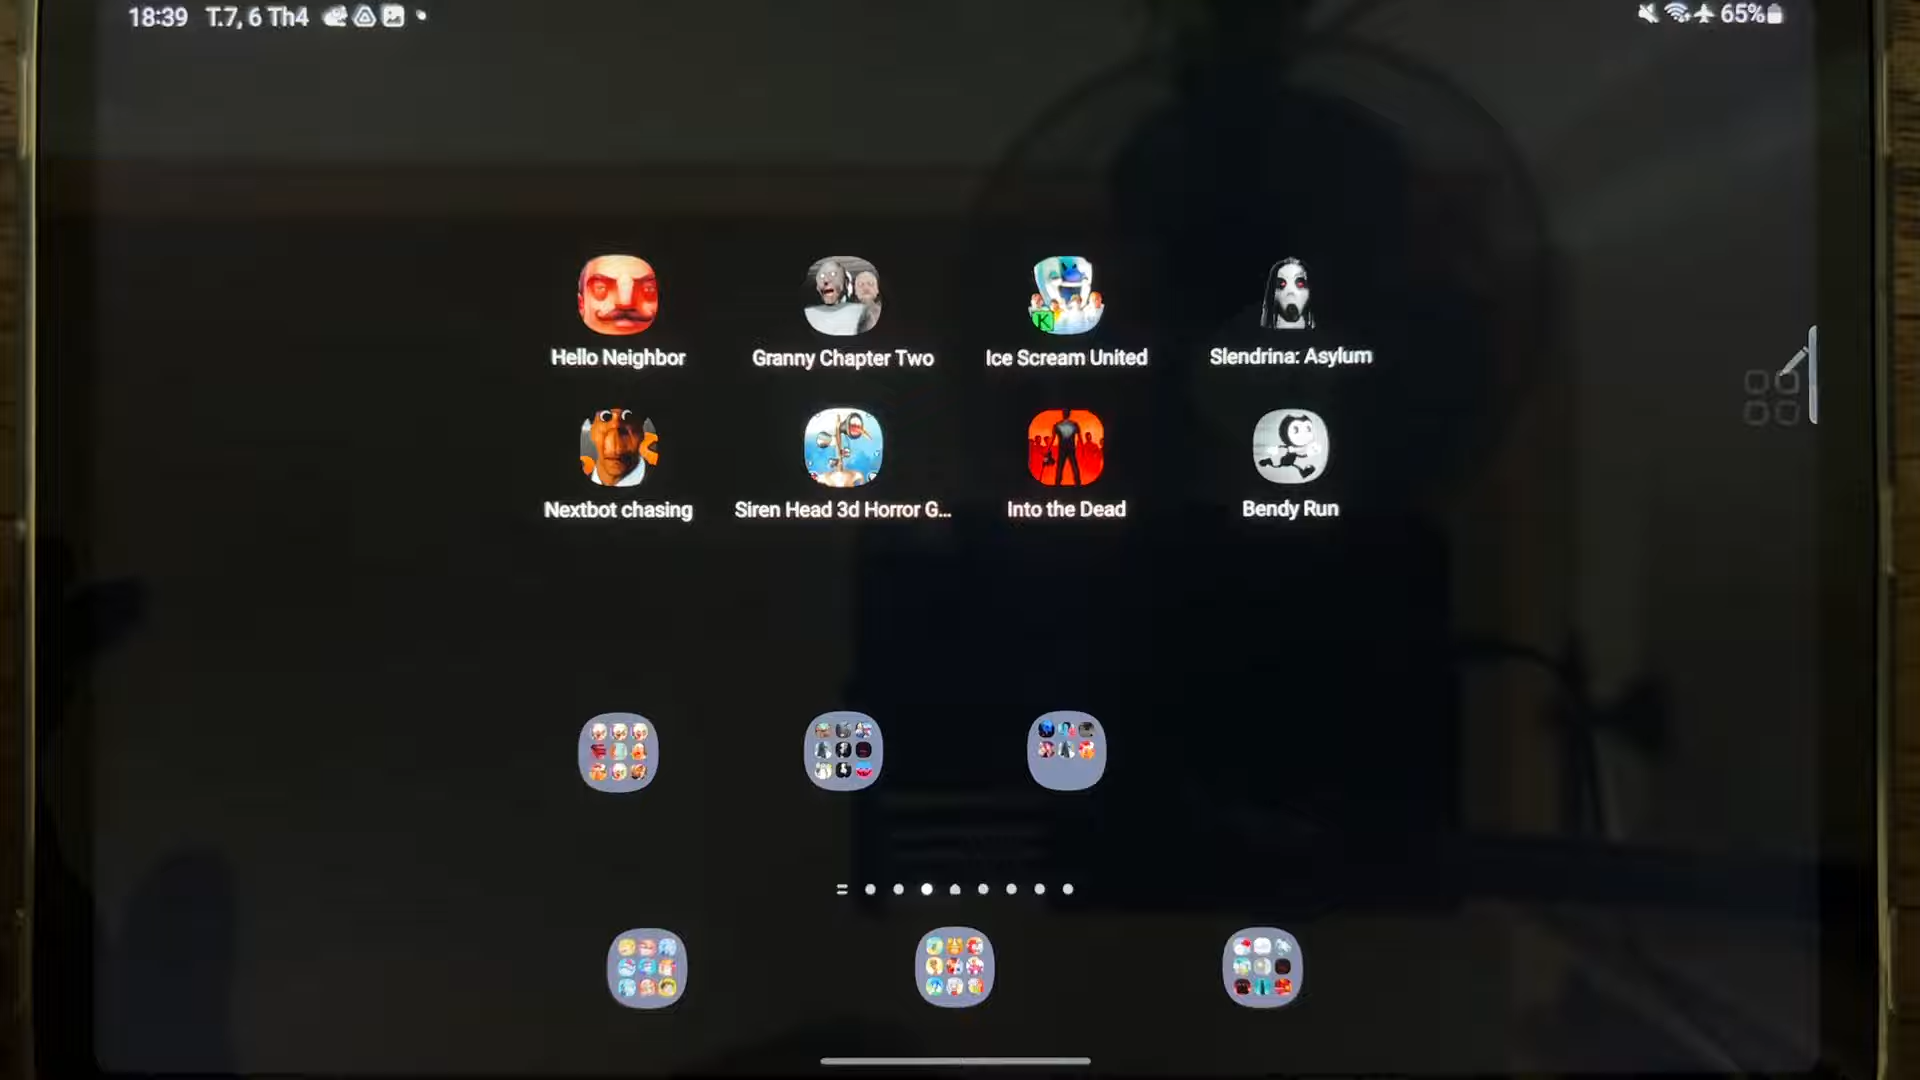 18:39 T.7, 6 Th4 65%
Hello Neighbor
Granny Chapter Two
Ice Scream United
Slendrina: Asylum
K
Nextbot chasing
Siren Head 3d Horror G...
Into the Dead
Bendy Run